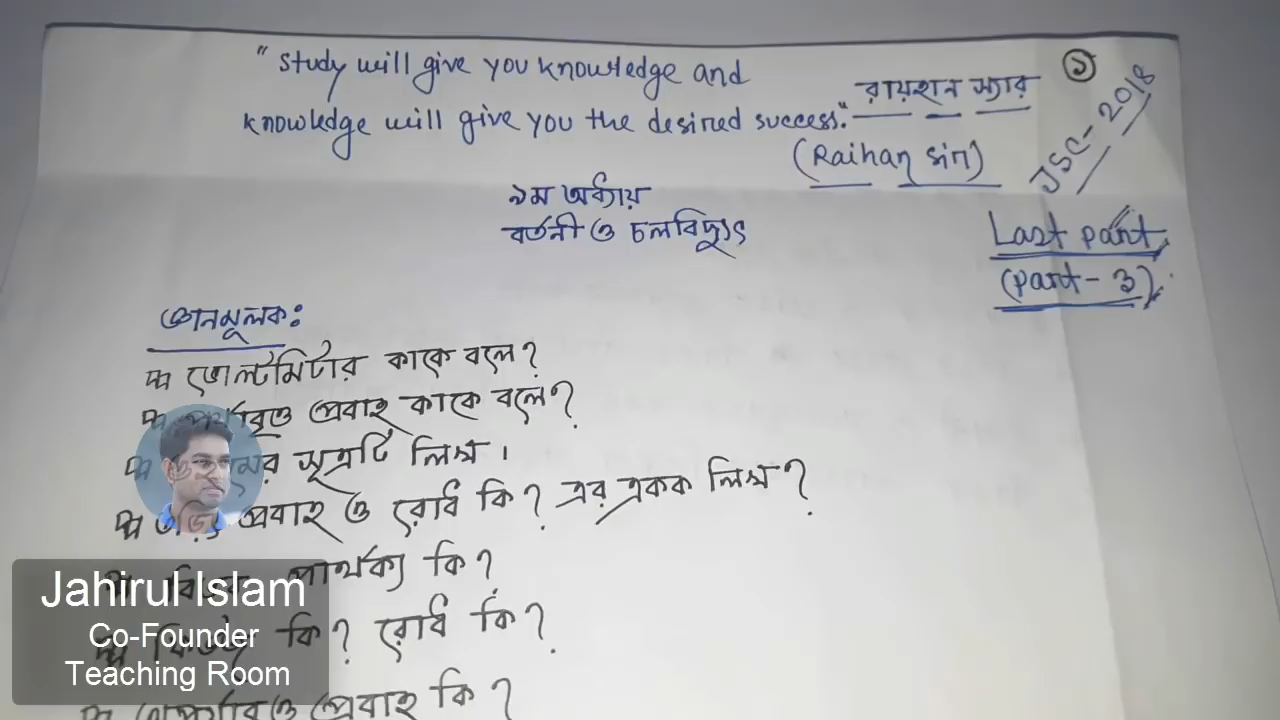 "Study will give you knowledge and
knowledge will give you the desired success."
রায়হান স্যার
(Raihan sir)
১
JSC-2018
৯ম অধ্যায়
বর্তনী ও চলবিদ্যুৎ
Last part
(part-3)
জ্ঞানমূলকঃ
ভোল্টমিটার কাকে বলে?
প্রবাহ কাকে বলে?
সূত্রটি লিখ।
প্রবাহ ও রোধ কি? এর একক লিখ?
পার্থক্য কি?
কি? রোধ কি?
প্রবাহ কি?
Jahirul Islam
Co-Founder
Teaching Room